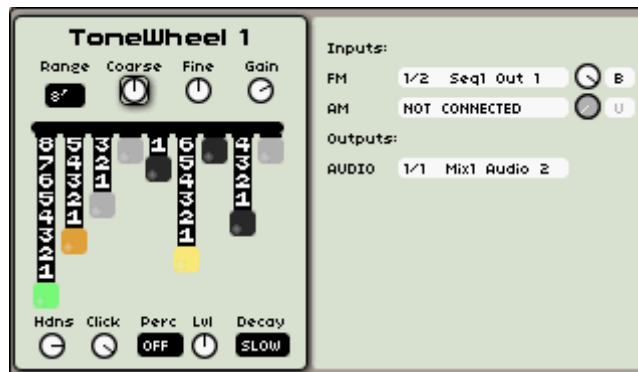 ToneWheel 1
Range Coarse Fine Gain
8'
8 5 3 1 6 4
7 4 2 5 3
6 3 1 4 2
5 2 3 1
4 1 2
3 1
2
1
Hdns Click Perc Lvl Decay
OFF SLOW
Inputs:
FM 1/2 Seq1 Out 1 B
AM NOT CONNECTED U
Outputs:
AUDIO 1/1 Mix1 Audio 2